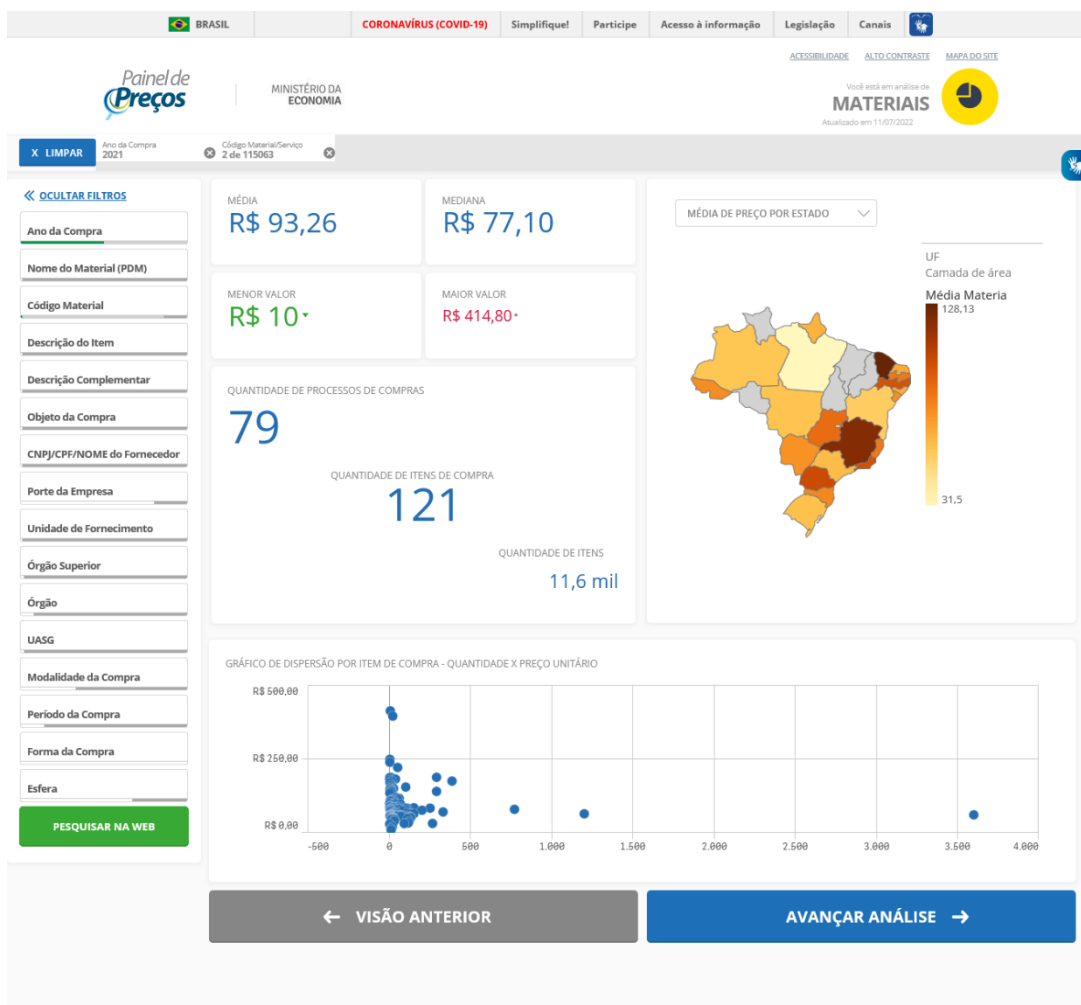 BRASIL
CORONAVÍRUS (COVID-19)
Simplifique!
Participe
Acesso à informação
Legislação
Canais
ACESSIBILIDADE
ALTO CONTRASTE
MAPA DO SITE
Painel de
Preços
MINISTÉRIO DA
ECONOMIA
Você está em análise de
MATERIAIS
Atualizado em 11/07/2022
X LIMPAR
Ano da Compra
2021
Código Material/Serviço
2 de 115063
OCULTAR FILTROS
Ano da Compra
Nome do Material (PDM)
Código Material
Descrição do Item
Descrição Complementar
Objeto da Compra
CNPJ/CPF/NOME do Fornecedor
Porte da Empresa
Unidade de Fornecimento
Órgão Superior
Órgão
UASG
Modalidade da Compra
Período da Compra
Forma da Compra
Esfera
PESQUISAR NA WEB
MÉDIA
R$ 93,26
MEDIANA
R$ 77,10
MENOR VALOR
R$ 10
MAIOR VALOR
R$ 414,80
QUANTIDADE DE PROCESSOS DE COMPRAS
79
QUANTIDADE DE ITENS DE COMPRA
121
QUANTIDADE DE ITENS
11,6 mil
MÉDIA DE PREÇO POR ESTADO
UF
Camada de área
Média Materia
128,13
31,5
GRÁFICO DE DISPERSÃO POR ITEM DE COMPRA - QUANTIDADE X PREÇO UNITÁRIO
R$ 500,00
R$ 250,00
R$ 0,00
-500 0 500 1.000 1.500 2.000 2.500 3.000 3.500 4.000
← VISÃO ANTERIOR
AVANÇAR ANÁLISE →